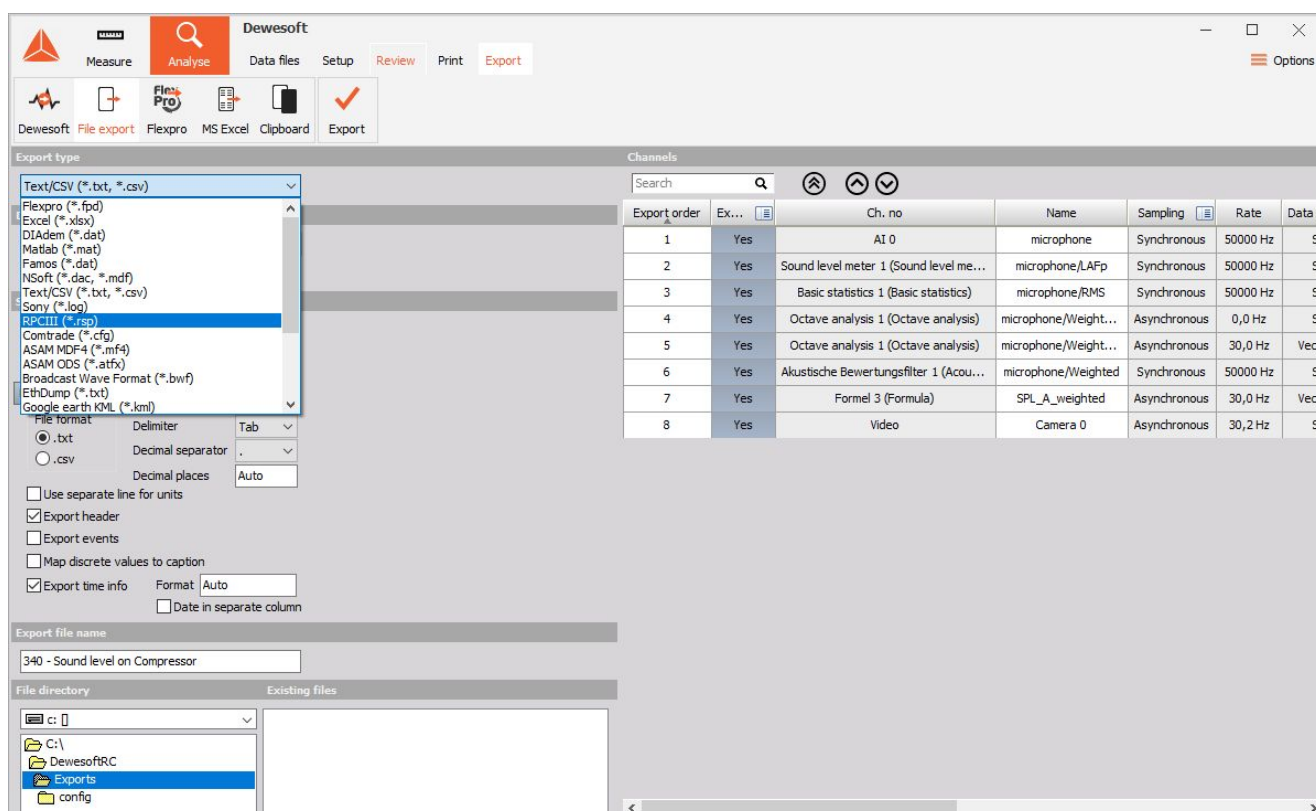 Dewesoft
Measure
Analyse
Data files
Setup
Review
Print
Export
Options
Dewesoft
File export
Flex
Pro
Flexpro
MS Excel
Clipboard
Export
Export type
Text/CSV (*.txt, *.csv)
Flexpro (*.fpd)
Excel (*.xlsx)
DIAdem (*.dat)
Matlab (*.mat)
Famos (*.dat)
NSoft (*.dac, *.mdf)
Text/CSV (*.txt, *.csv)
Sony (*.log)
RPCIII (*.rsp)
Comtrade (*.cfg)
ASAM MDF4 (*.mf4)
ASAM ODS (*.atfx)
Broadcast Wave Format (*.bwf)
EthDump (*.txt)
Google earth KML (*.kml)
File format
.txt
.csv
Delimiter Tab
Decimal separator .
Decimal places Auto
Use separate line for units
Export header
Export events
Map discrete values to caption
Export time info Format Auto
Date in separate column
Export file name
340 - Sound level on Compressor
File directory
Existing files
c: []
C:\
DewesoftRC
Exports
config
Channels
Search
Export order Ex... Ch. no Name Sampling Rate Data
1 Yes AI 0 microphone Synchronous 50000 Hz S
2 Yes Sound level meter 1 (Sound level me... microphone/LAFp Synchronous 50000 Hz S
3 Yes Basic statistics 1 (Basic statistics) microphone/RMS Synchronous 50000 Hz S
4 Yes Octave analysis 1 (Octave analysis) microphone/Weight... Asynchronous 0,0 Hz S
5 Yes Octave analysis 1 (Octave analysis) microphone/Weight... Asynchronous 30,0 Hz Vec
6 Yes Akustische Bewertungsfilter 1 (Acou... microphone/Weighted Synchronous 50000 Hz S
7 Yes Formel 3 (Formula) SPL_A_weighted Asynchronous 30,0 Hz Vec
8 Yes Video Camera 0 Asynchronous 30,2 Hz S